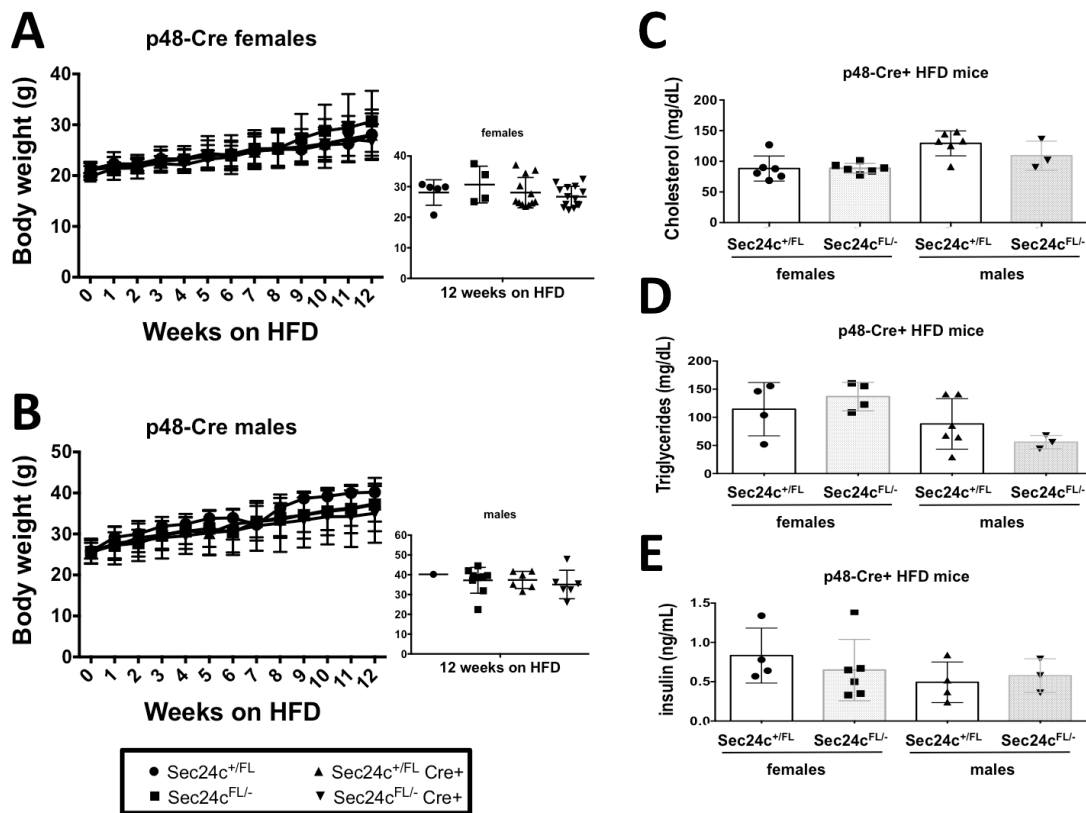 A
p48-Cre females
Body weight (g)
40
30
20
10
0
0 1 2 3 4 5 6 7 8 9 10 11 12
Weeks on HFD
females
40
30
20
10
0
12 weeks on HFD
B
p48-Cre males
Body weight (g)
50
40
30
20
10
0
0 1 2 3 4 5 6 7 8 9 10 11 12
Weeks on HFD
males
60
50
40
30
20
10
0
12 weeks on HFD
Sec24c+/FL
Sec24cFL/-
Sec24c+/FL Cre+
Sec24cFL/- Cre+
C
p48-Cre+ HFD mice
Cholesterol (mg/dL)
200
150
100
50
0
Sec24c+/FL Sec24cFL/- Sec24c+/FL Sec24cFL/-
females males
D
p48-Cre+ HFD mice
Triglycerides (mg/dL)
200
150
100
50
0
Sec24c+/FL Sec24cFL/- Sec24c+/FL Sec24cFL/-
females males
E
p48-Cre+ HFD mice
insulin (ng/mL)
1.5
1.0
0.5
0.0
Sec24c+/FL Sec24cFL/- Sec24c+/FL Sec24cFL/-
females males